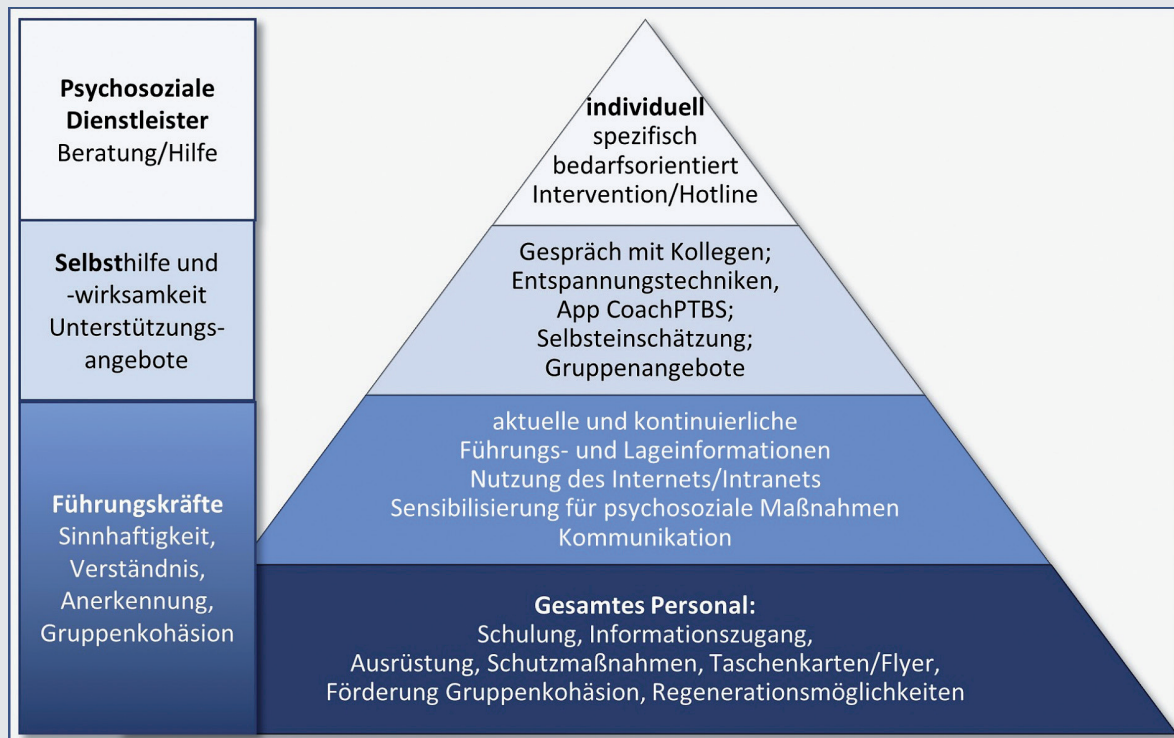 Psychosoziale
Dienstleister
Beratung/Hilfe
Selbsthilfe und
-wirksamkeit
Unterstützungs-
angebote
Führungskräfte
Sinnhaftigkeit,
Verständnis,
Anerkennung,
Gruppenkohäsion
individuell
spezifisch
bedarfsorientiert
Intervention/Hotline
Gespräch mit Kollegen;
Entspannungstechniken,
App CoachPTBS;
Selbsteinschätzung;
Gruppenangebote
aktuelle und kontinuierliche
Führungs- und Lageinformationen
Nutzung des Internets/Intranets
Sensibilisierung für psychosoziale Maßnahmen
Kommunikation
Gesamtes Personal:
Schulung, Informationszugang,
Ausrüstung, Schutzmaßnahmen, Taschenkarten/Flyer,
Förderung Gruppenkohäsion, Regenerationsmöglichkeiten